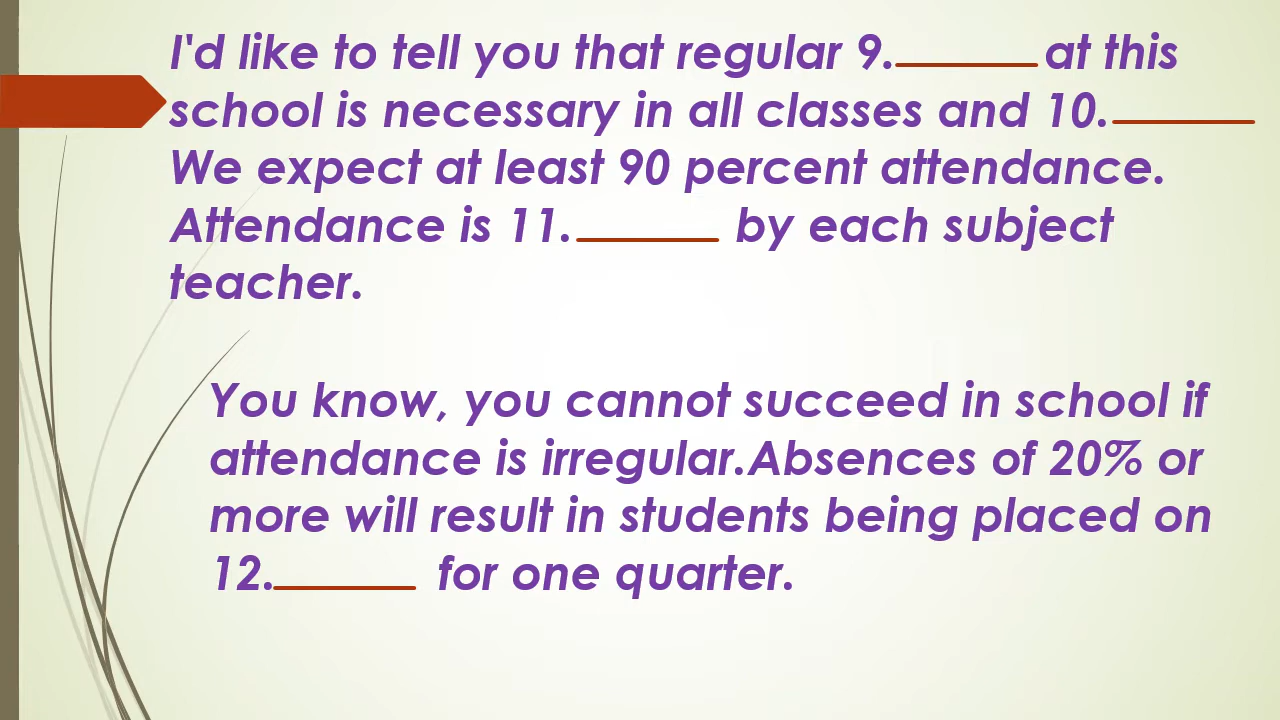 I'd like to tell you that regular 9.______ at this
school is necessary in all classes and 10.______
We expect at least 90 percent attendance.
Attendance is 11.______ by each subject
teacher.
You know, you cannot succeed in school if
attendance is irregular.Absences of 20% or
more will result in students being placed on
12.______ for one quarter.